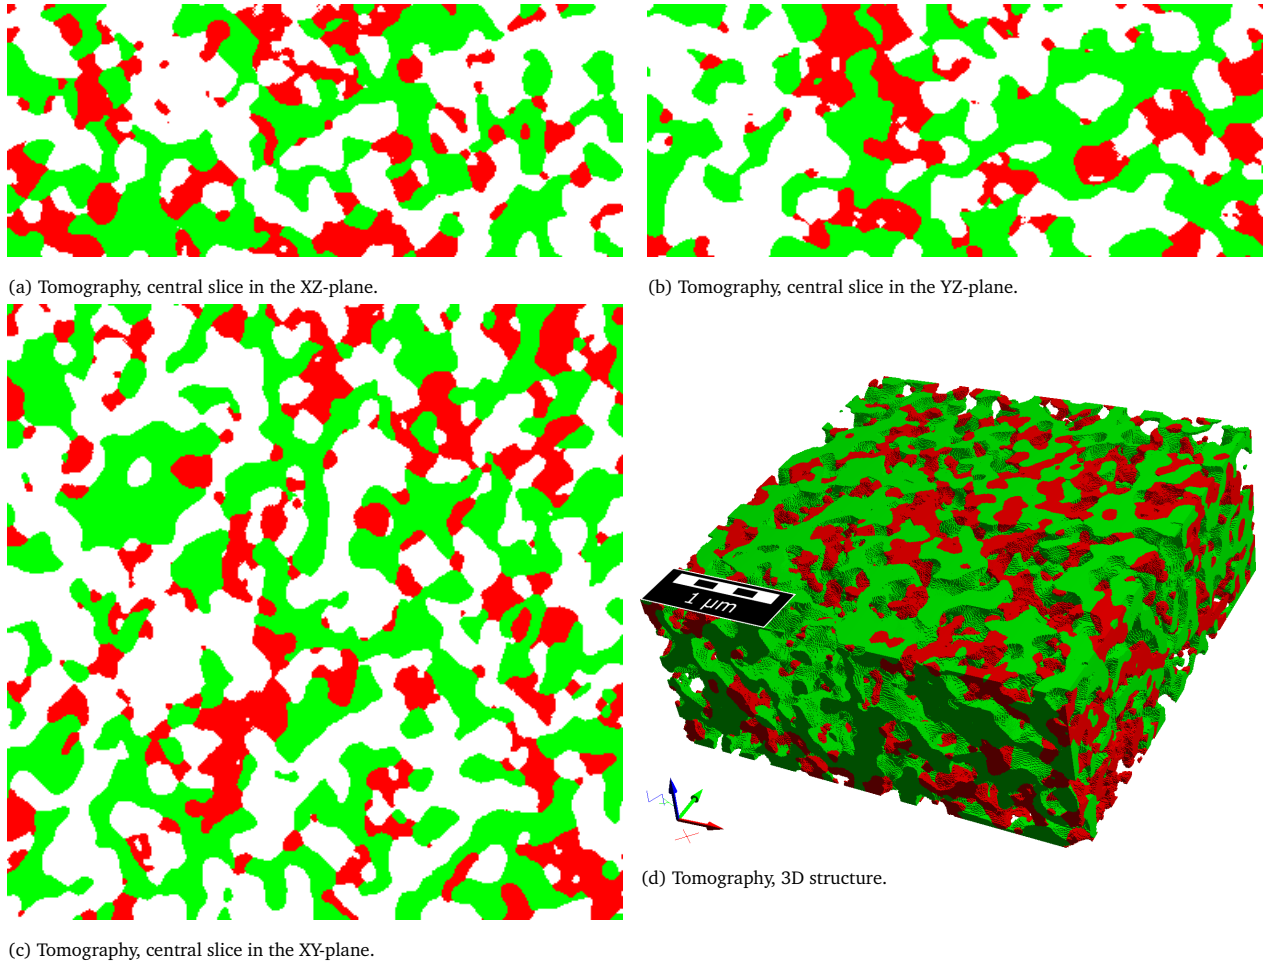 (a) Tomography, central slice in the XZ-plane.
(b) Tomography, central slice in the YZ-plane.
1 µm
X
(d) Tomography, 3D structure.
(c) Tomography, central slice in the XY-plane.